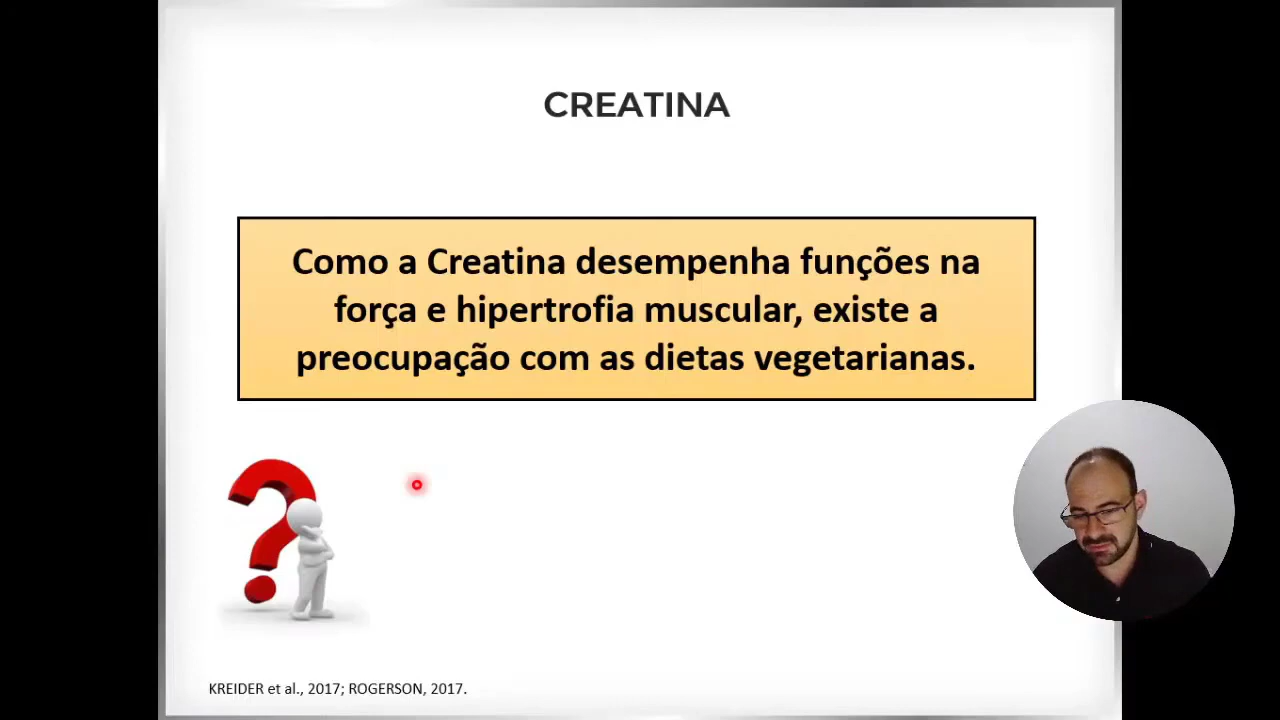 CREATINA
Como a Creatina desempenha funções na
força e hipertrofia muscular, existe a
preocupação com as dietas vegetarianas.
KREIDER et al., 2017; ROGERSON, 2017.